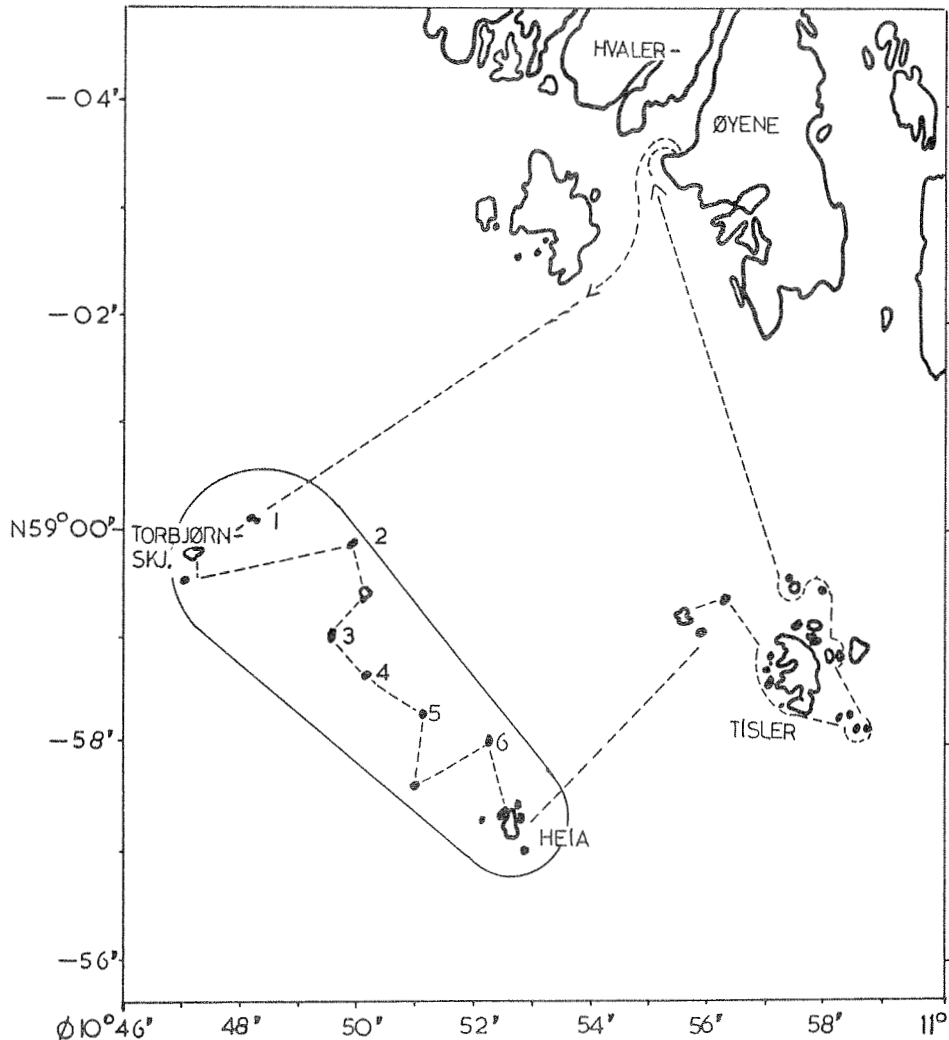 HVALER-
-04'
ØYENE
-02'
N59°00'
TORBJØRN-
SKJ.
1
2
3
4
5
-58'
6
TISLER
HEIA
-56'
Ø10°46' 48' 50' 52' 54' 56' 58' 11°